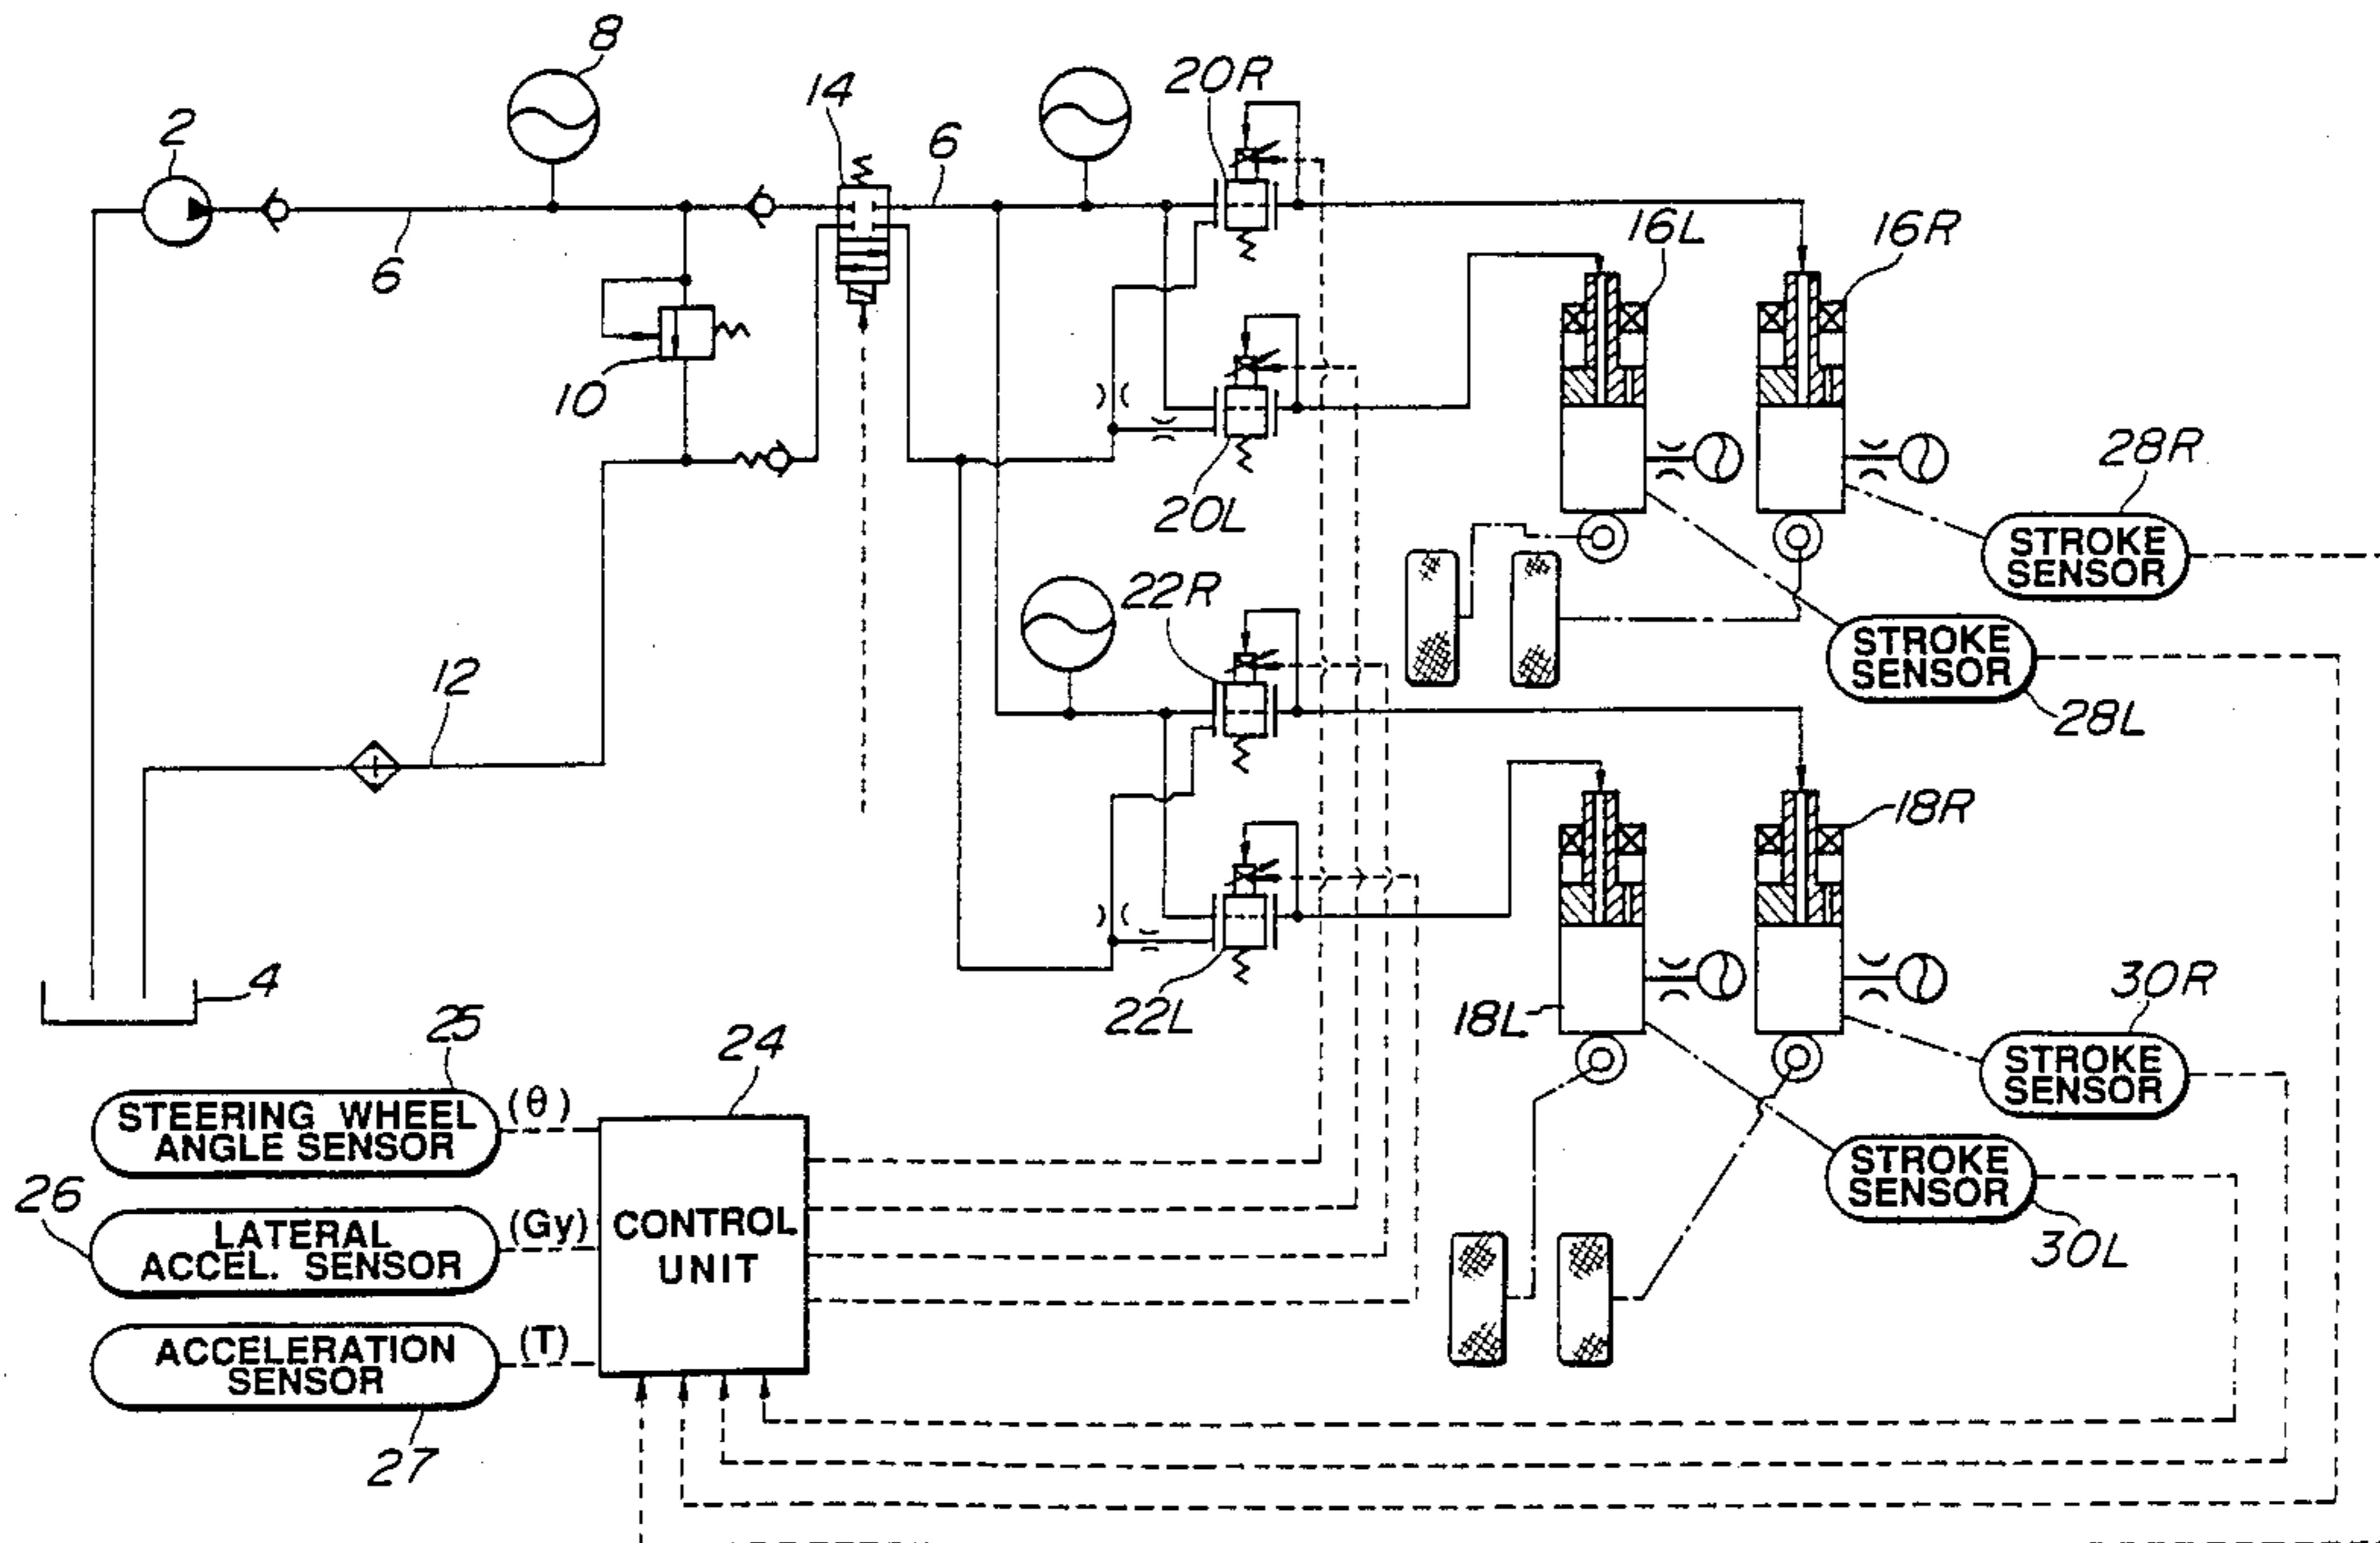 8
2
14
6
20R
6
16L
16R
10
20L
28R
STROKE
SENSOR
22R
STROKE
SENSOR
28L
12
18R
4
22L
18L
30R
STROKE
SENSOR
25
24
STEERING WHEEL
ANGLE SENSOR
(θ)
STROKE
SENSOR
30L
26
LATERAL
ACCEL. SENSOR
(Gy)
CONTROL
UNIT
ACCELERATION
SENSOR
(T)
27